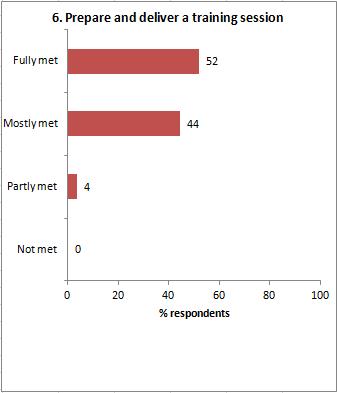 6. Prepare and deliver a training session
Fully met
52
Mostly met
44
Partly met
4
Not met
0
0 20 40 60 80 100
% respondents